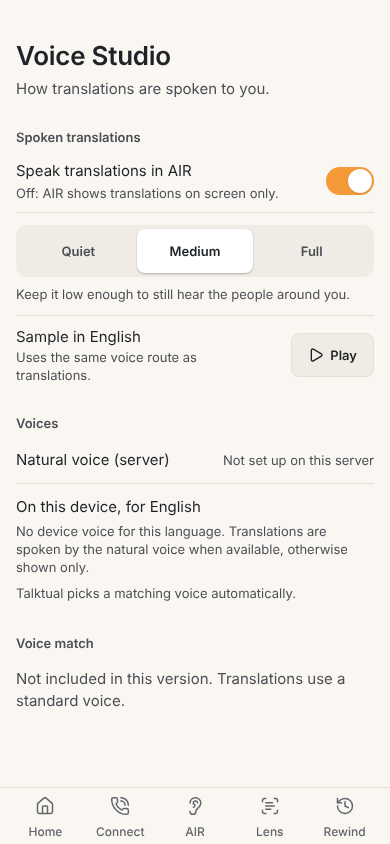 Voice Studio
How translations are spoken to you.
Spoken translations
Speak translations in AIR
Off: AIR shows translations on screen only.
Quiet
Medium
Full
Keep it low enough to still hear the people around you.
Sample in English
Uses the same voice route as
translations.
Play
Voices
Natural voice (server)
Not set up on this server
On this device, for English
No device voice for this language. Translations are
spoken by the natural voice when available, otherwise
shown only.
Talktual picks a matching voice automatically.
Voice match
Not included in this version. Translations use a
standard voice.
Home
Connect
AIR
Lens
Rewind